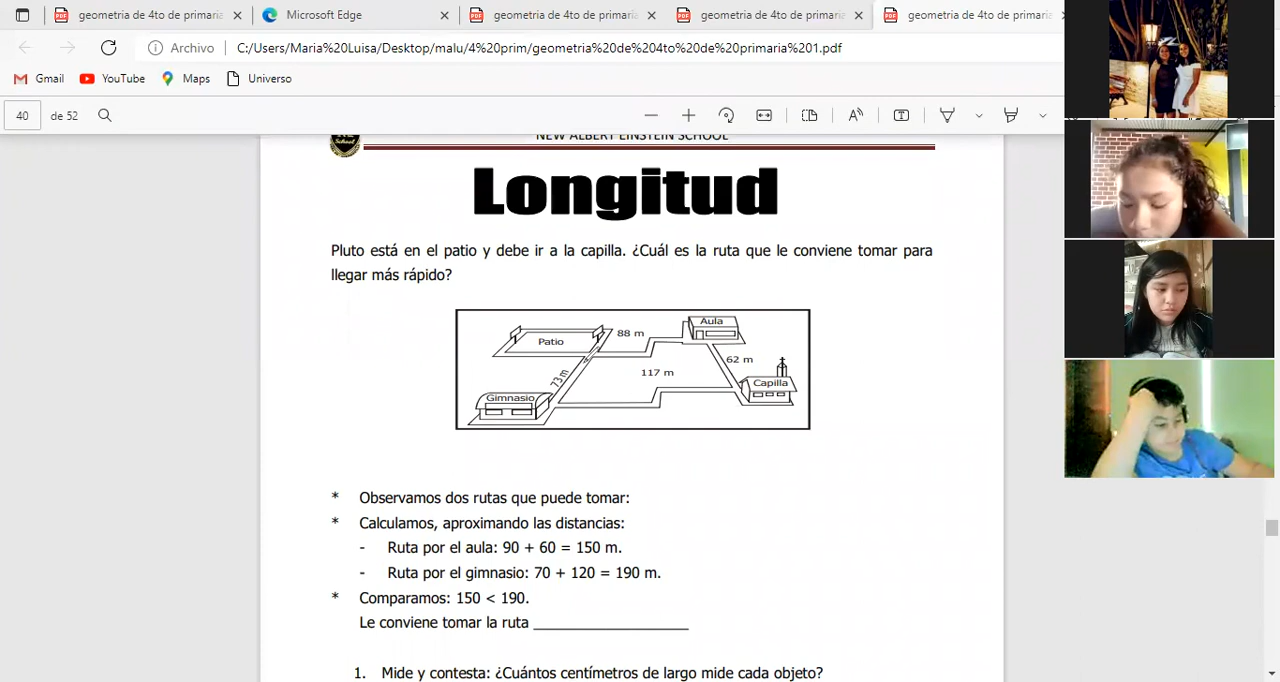 geometria de 4to de primaria
Microsoft Edge
geometria de 4to de primaria
geometria de 4to de primaria
geometria de 4to de primaria
Archivo C:/Users/Maria%20Luisa/Desktop/malu/4%20prim/geometria%20de%204to%20de%20primaria%201.pdf
Gmail YouTube Maps Universo
40 de 52
NEW ALBERT EINSTEIN SCHOOL
School
Longitud
Pluto está en el patio y debe ir a la capilla. ¿Cuál es la ruta que le conviene tomar para
llegar más rápido?
Aula
88 m
Patio
62 m
117 m
73 m
Capilla
Gimnasio
* Observamos dos rutas que puede tomar:
* Calculamos, aproximando las distancias:
- Ruta por el aula: 90 + 60 = 150 m.
- Ruta por el gimnasio: 70 + 120 = 190 m.
* Comparamos: 150 < 190.
Le conviene tomar la ruta ___________________
1. Mide y contesta: ¿Cuántos centímetros de largo mide cada objeto?